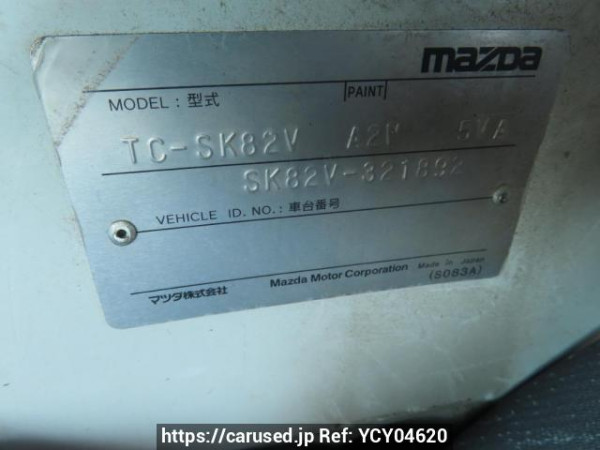 mazda
MODEL : 型式 PAINT
TC-SK82V A2P 5VA
SK82V-321892
VEHICLE ID. NO. : 車台番号
マツダ株式会社 Mazda Motor Corporation Made in Japan
(S083A)
https://carused.jp Ref: YCY04620